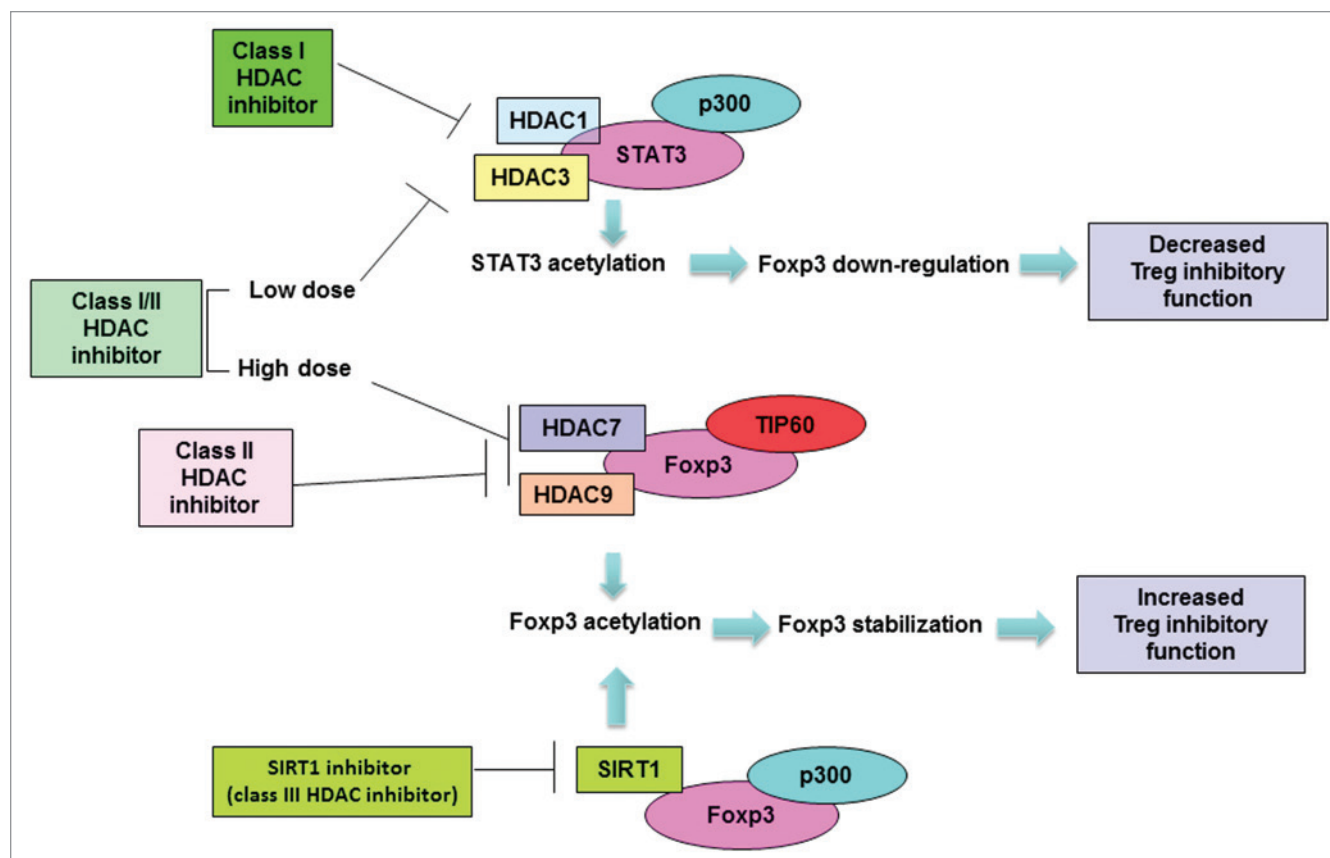 Class I
HDAC
inhibitor
p300
HDAC1
STAT3
HDAC3
STAT3 acetylation
Foxp3 down-regulation
Decreased
Treg inhibitory
function
Class I/II
HDAC
inhibitor
Low dose
High dose
Class II
HDAC
inhibitor
HDAC7
TIP60
Foxp3
HDAC9
Foxp3 acetylation
Foxp3 stabilization
Increased
Treg inhibitory
function
SIRT1 inhibitor
(class III HDAC inhibitor)
SIRT1
p300
Foxp3